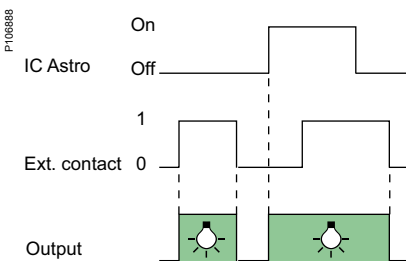 P106888
On
IC Astro
Off
1
Ext. contact 0
Output